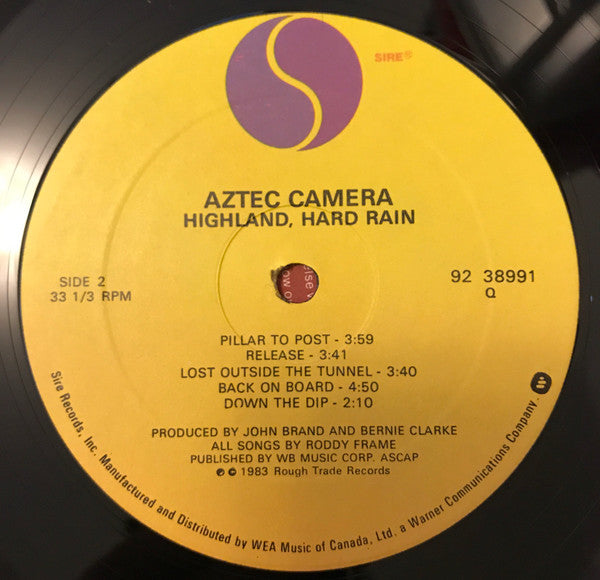 SIRE®
AZTEC CAMERA
HIGHLAND, HARD RAIN
SIDE 2
33 1/3 RPM
92 38991
Q
PILLAR TO POST - 3:59
RELEASE - 3:41
LOST OUTSIDE THE TUNNEL - 3:40
BACK ON BOARD - 4:50
DOWN THE DIP - 2:10
PRODUCED BY JOHN BRAND AND BERNIE CLARKE
ALL SONGS BY RODDY FRAME
PUBLISHED BY WB MUSIC CORP. ASCAP
℗ © 1983 Rough Trade Records
Sire Records, Inc. Manufactured and Distributed by WEA Music of Canada, Ltd. a Warner Communications Company